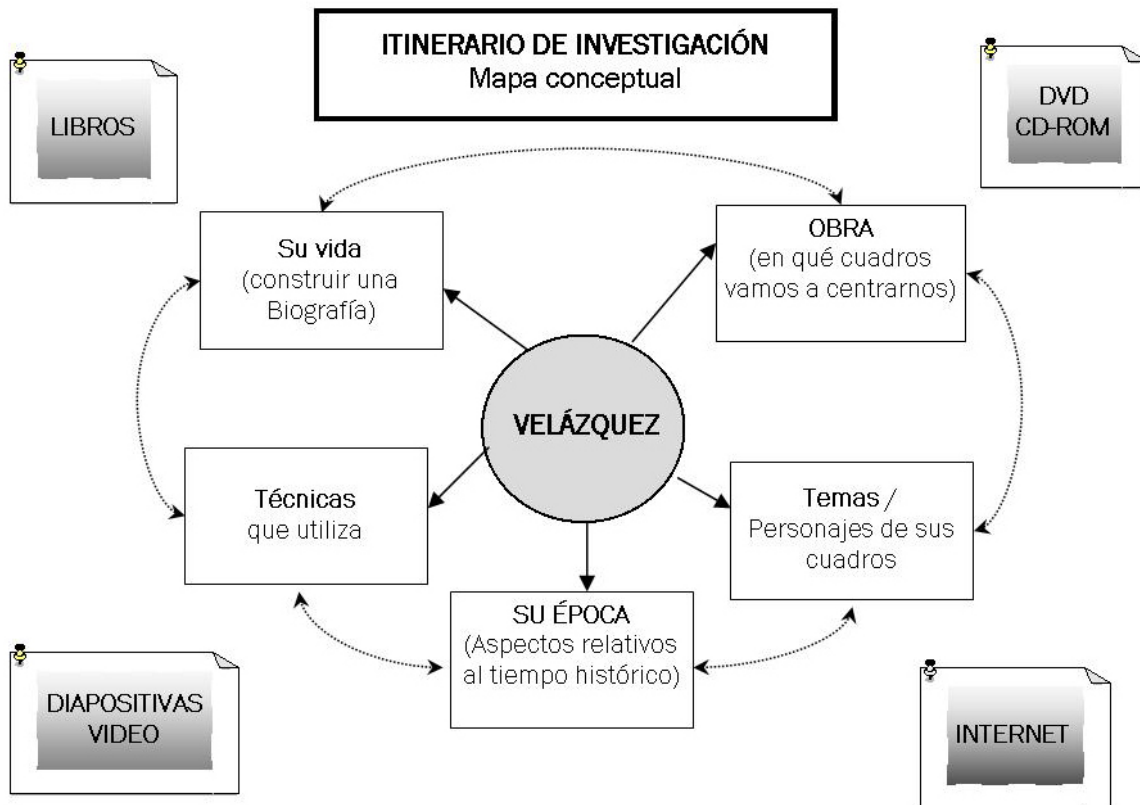 ITINERARIO DE INVESTIGACIÓN
Mapa conceptual
LIBROS
DVD
CD-ROM
Su vida
(construir una
Biografía)
OBRA
(en qué cuadros
vamos a centrarnos)
VELÁZQUEZ
Técnicas
que utiliza
Temas /
Personajes de sus
cuadros
SU ÉPOCA
(Aspectos relativos
al tiempo histórico)
DIAPOSITIVAS
VIDEO
INTERNET